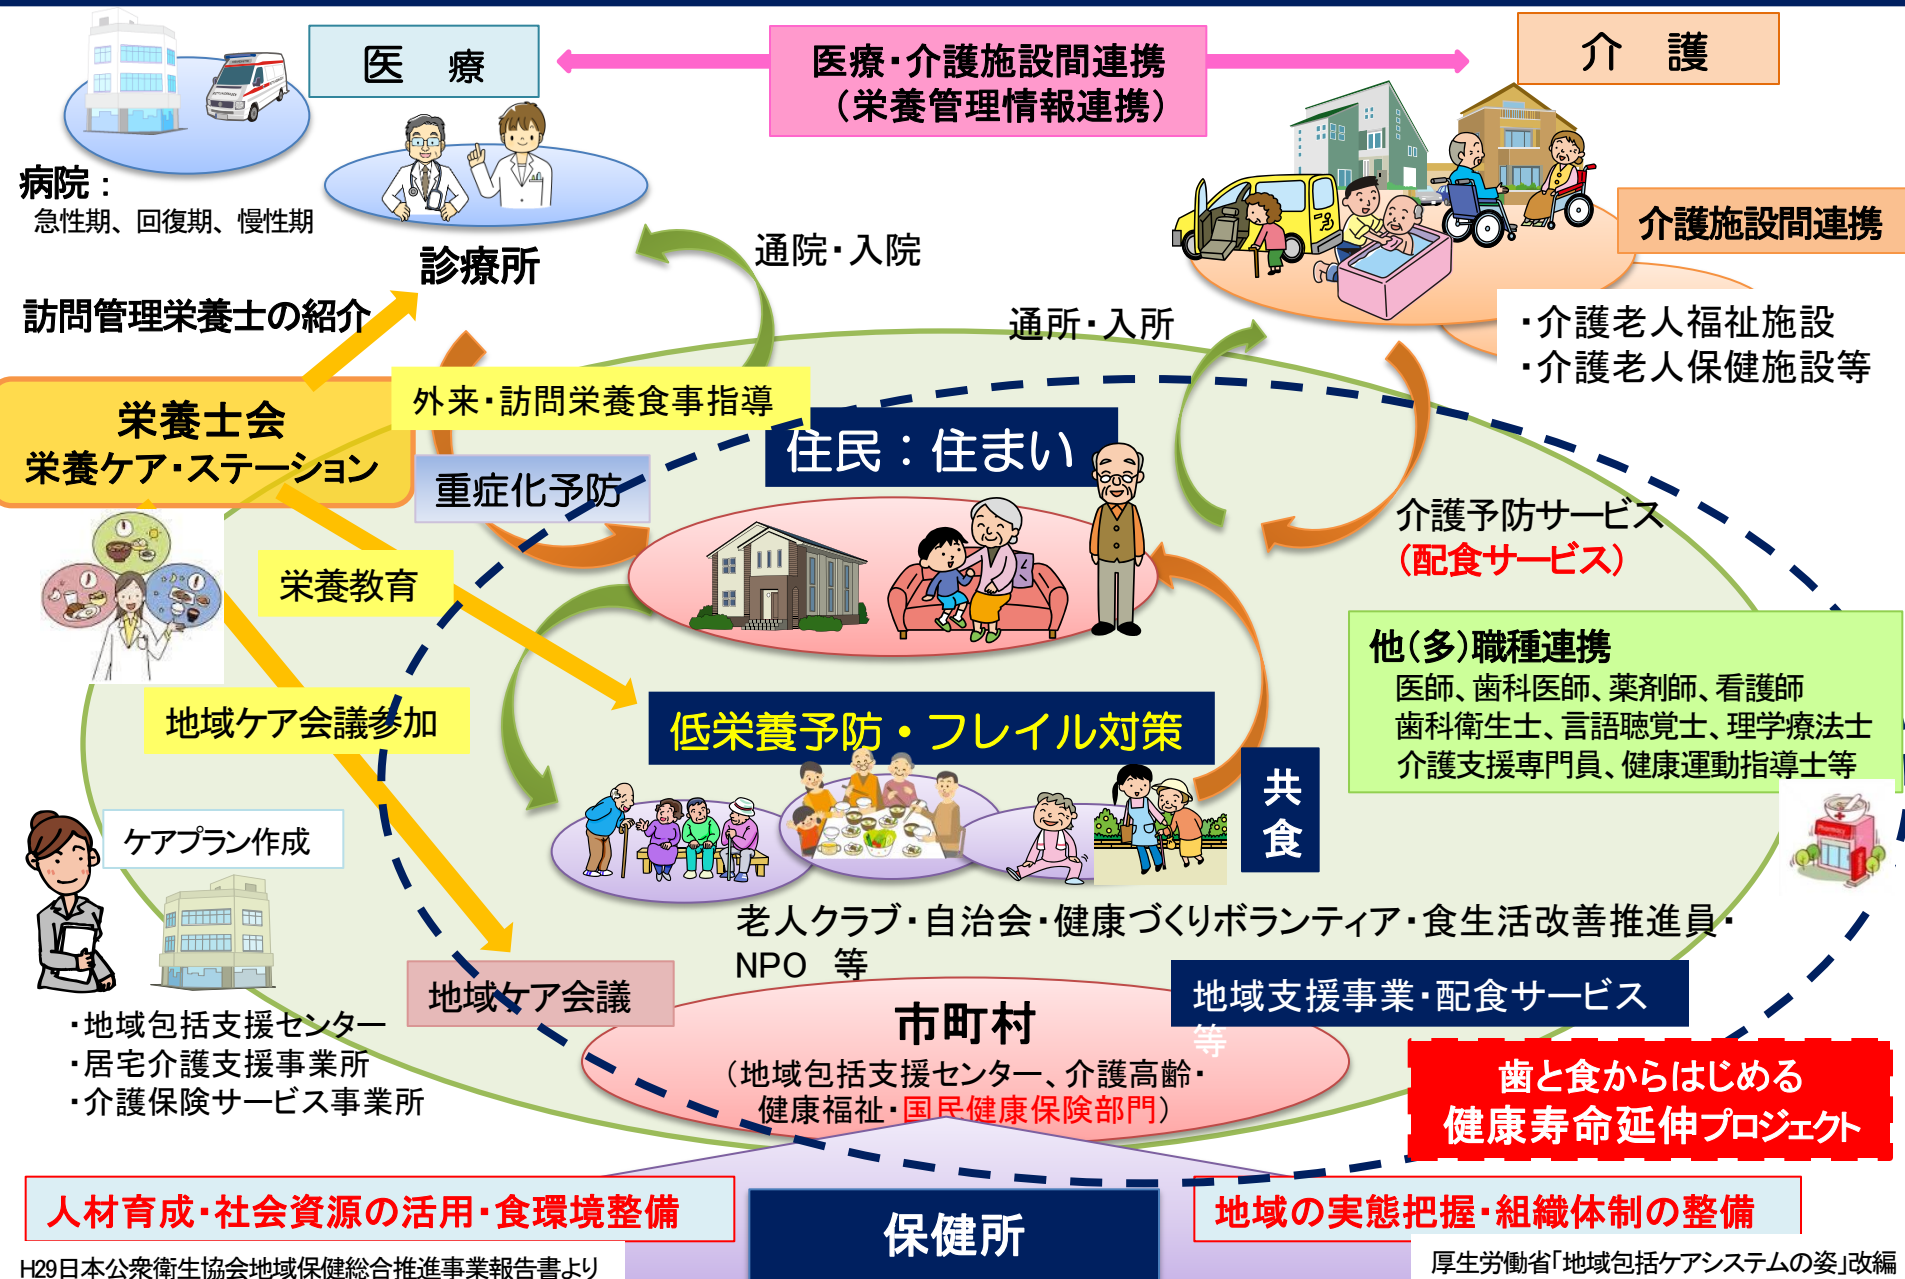 医　療
医療・介護施設間連携
（栄養管理情報連携）
介　護
病院：
急性期、回復期、慢性期
診療所
通院・入院
介護施設間連携
訪問管理栄養士の紹介
通所・入所
・介護老人福祉施設
・介護老人保健施設等
外来・訪問栄養食事指導
栄養士会
栄養ケア・ステーション
住民：住まい
重症化予防
介護予防サービス
（配食サービス）
栄養教育
他（多）職種連携
医師、歯科医師、薬剤師、看護師
歯科衛生士、言語聴覚士、理学療法士
介護支援専門員、健康運動指導士等
地域ケア会議参加
低栄養予防・フレイル対策
共
食
ケアプラン作成
老人クラブ・自治会・健康づくりボランティア・食生活改善推進員・
NPO　等
地域ケア会議
地域支援事業・配食サービス
等
市町村
（地域包括支援センター、介護高齢・
健康福祉・国民健康保険部門）
・地域包括支援センター
・居宅介護支援事業所
・介護保険サービス事業所
歯と食からはじめる
健康寿命延伸プロジェクト
人材育成・社会資源の活用・食環境整備
保健所
地域の実態把握・組織体制の整備
H29日本公衆衛生協会地域保健総合推進事業報告書より
厚生労働省「地域包括ケアシステムの姿」改編